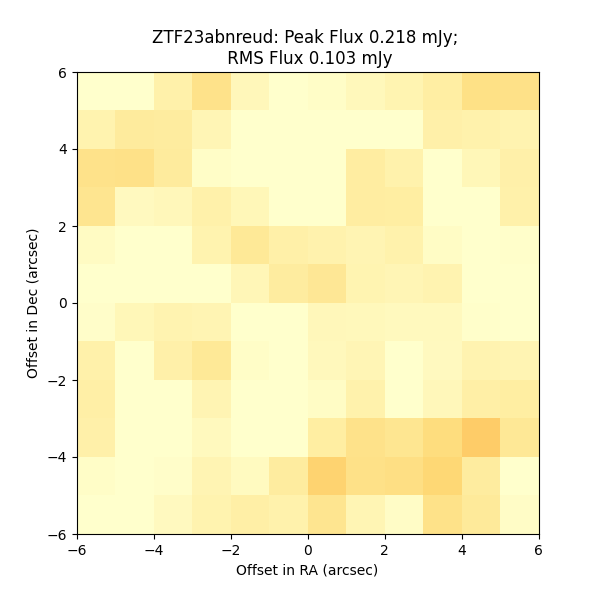 ZTF23abnreud: Peak Flux 0.218 mJy;
RMS Flux 0.103 mJy
6
4
2
0
−2
−4
−6
Offset in Dec (arcsec)
−6 −4 −2 0 2 4 6
Offset in RA (arcsec)